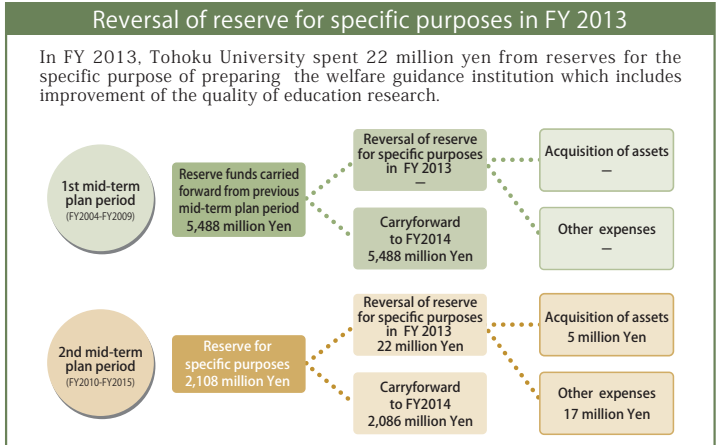 Reversal of reserve for specific purposes in FY 2013
In FY 2013, Tohoku University spent 22 million yen from reserves for the
specific purpose of preparing the welfare guidance institution which includes
improvement of the quality of education research.
1st mid-term
plan period
(FY2004-FY2009)
Reserve funds carried
forward from previous
mid-term plan period
5,488 million Yen
Reversal of reserve
for specific purposes
in FY 2013
—
Carryforward
to FY2014
5,488 million Yen
Acquisition of assets
—
Other expenses
—
2nd mid-term
plan period
(FY2010-FY2015)
Reserve for
specific purposes
2,108 million Yen
Reversal of reserve
for specific purposes
in FY 2013
22 million Yen
Carryforward
to FY2014
2,086 million Yen
Acquisition of assets
5 million Yen
Other expenses
17 million Yen